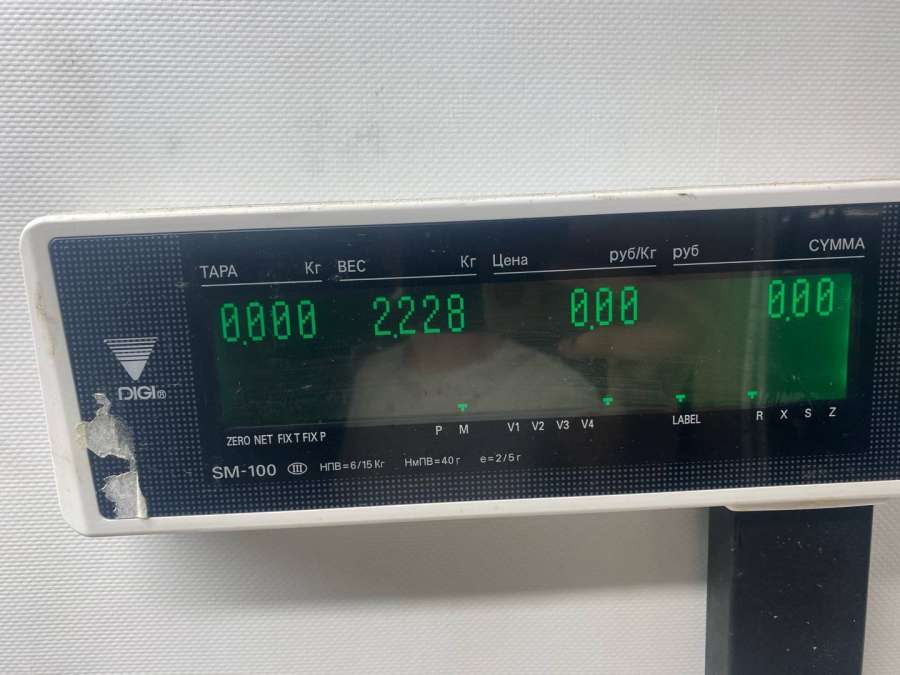 ТАРА Кг ВЕС Кг Цена руб/Кг руб СУММА
0.000 2.228 0.00 0.00
DIGI®
ZERO NET FIX T FIX P P M V1 V2 V3 V4 LABEL R X S Z
SM-100 III НПВ=6/15 Кг НмПВ=40 г e=2/5 г